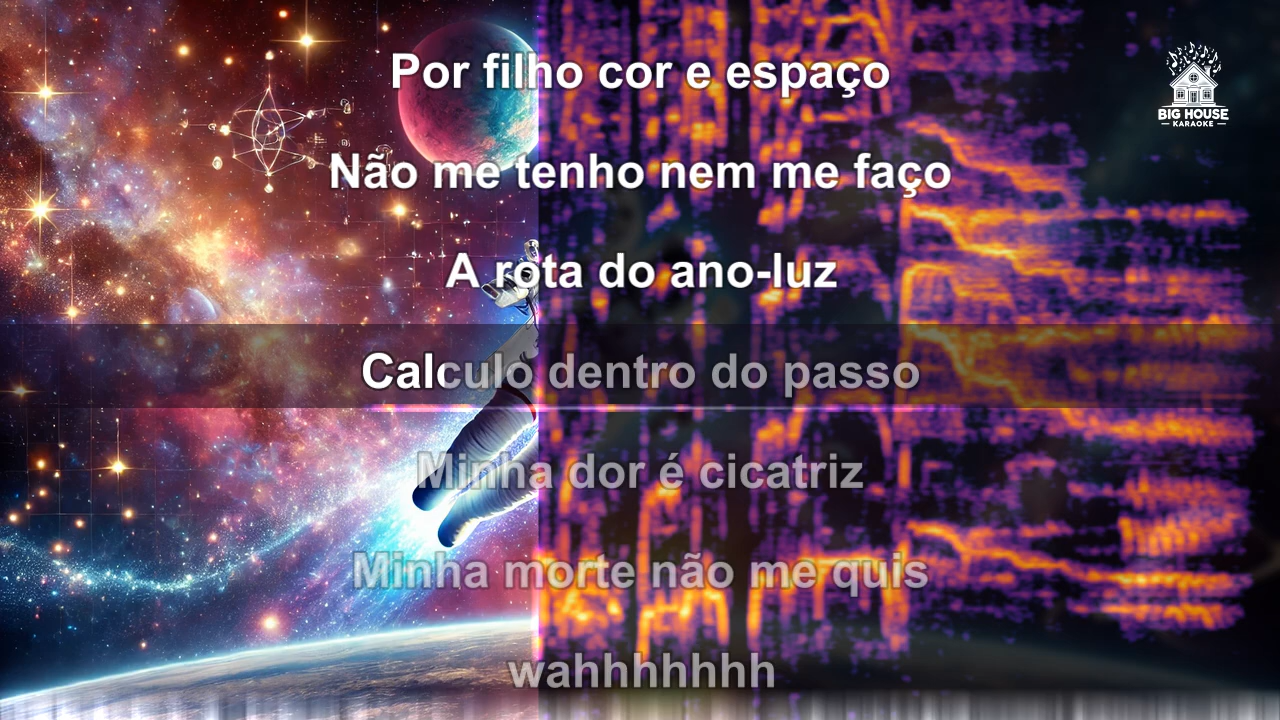 Por filho cor e espaço
Não me tenho nem me faço
A rota do ano-luz
Calculo dentro do passo
Minha dor é cicatriz
Minha morte não me quis
wahhhhhhhh
BIG HOUSE
KARAOKE